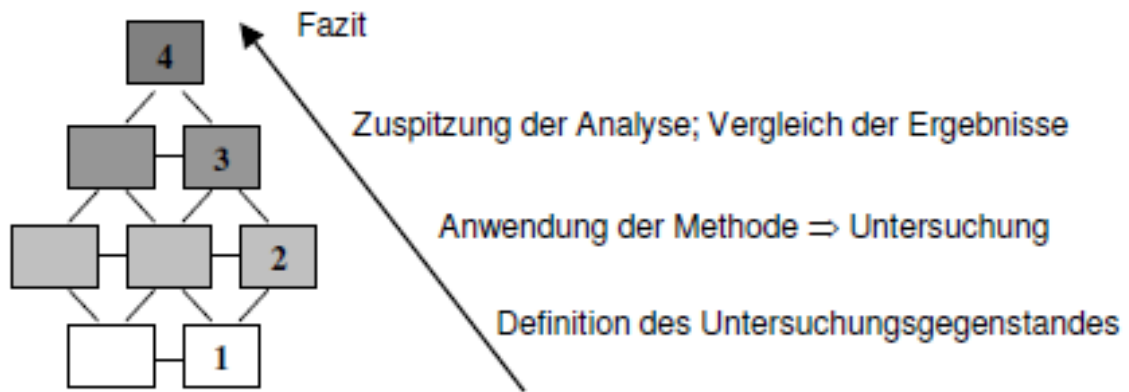 Fazit
4
Zuspitzung der Analyse; Vergleich der Ergebnisse
3
Anwendung der Methode ⇒ Untersuchung
2
Definition des Untersuchungsgegenstandes
1